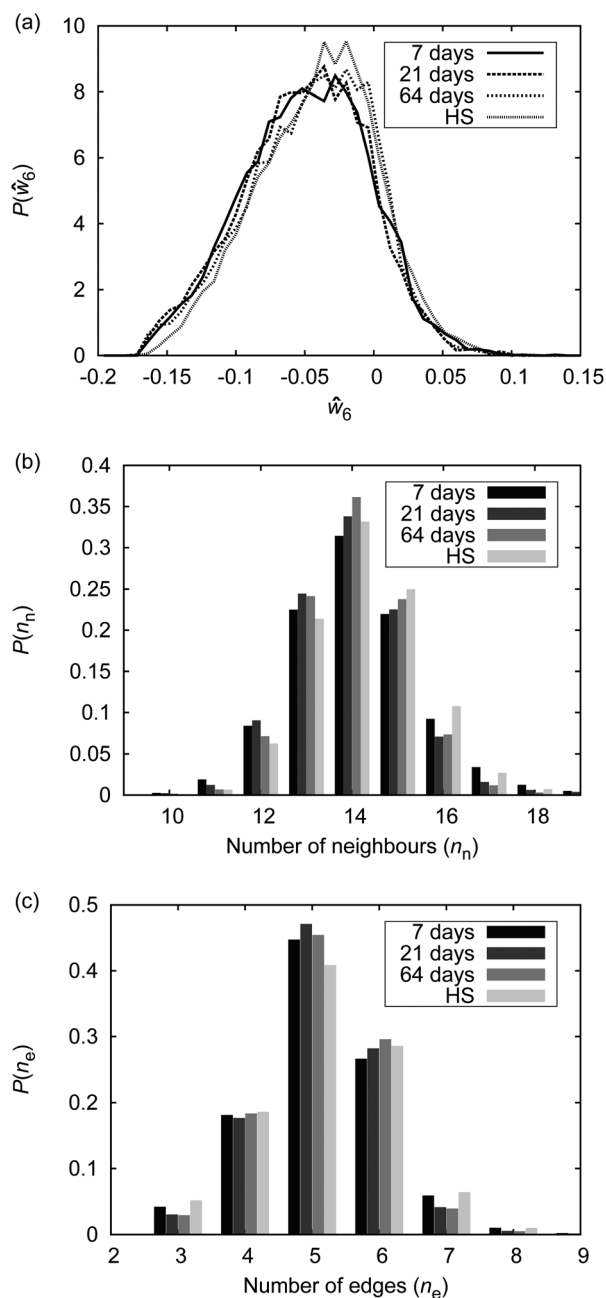 (a)
10
8
6
4
2
0
P(ŵ6)
7 days
21 days
64 days
HS
-0.2 -0.15 -0.1 -0.05 0 0.05 0.1 0.15
ŵ6
(b)
0.4
0.35
0.3
0.25
0.2
0.15
0.1
0.05
0
P(nn)
7 days
21 days
64 days
HS
10 12 14 16 18
Number of neighbours (nn)
(c)
0.5
0.4
0.3
0.2
0.1
0
P(ne)
7 days
21 days
64 days
HS
2 3 4 5 6 7 8 9
Number of edges (ne)